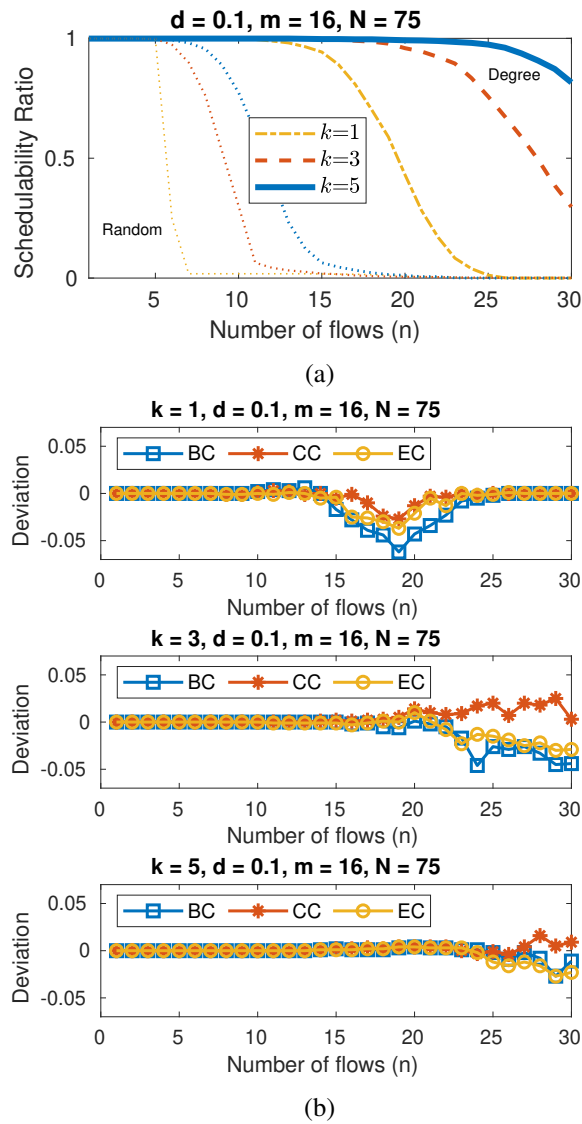 d = 0.1, m = 16, N = 75
1
0.5
0
Schedulability Ratio
Degree
k=1
k=3
k=5
Random
5 10 15 20 25 30
Number of flows (n)
(a)
k = 1, d = 0.1, m = 16, N = 75
BC CC EC
0.05
0
-0.05
Deviation
0 5 10 15 20 25 30
Number of flows (n)
k = 3, d = 0.1, m = 16, N = 75
BC CC EC
0.05
0
-0.05
Deviation
0 5 10 15 20 25 30
Number of flows (n)
k = 5, d = 0.1, m = 16, N = 75
BC CC EC
0.05
0
-0.05
Deviation
0 5 10 15 20 25 30
Number of flows (n)
(b)